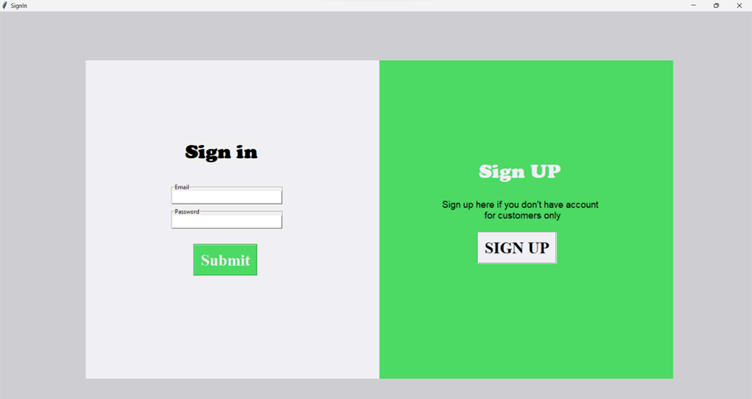 SignIn
Sign in
Email
Password
Submit
Sign UP
Sign up here if you don't have account
for customers only
SIGN UP